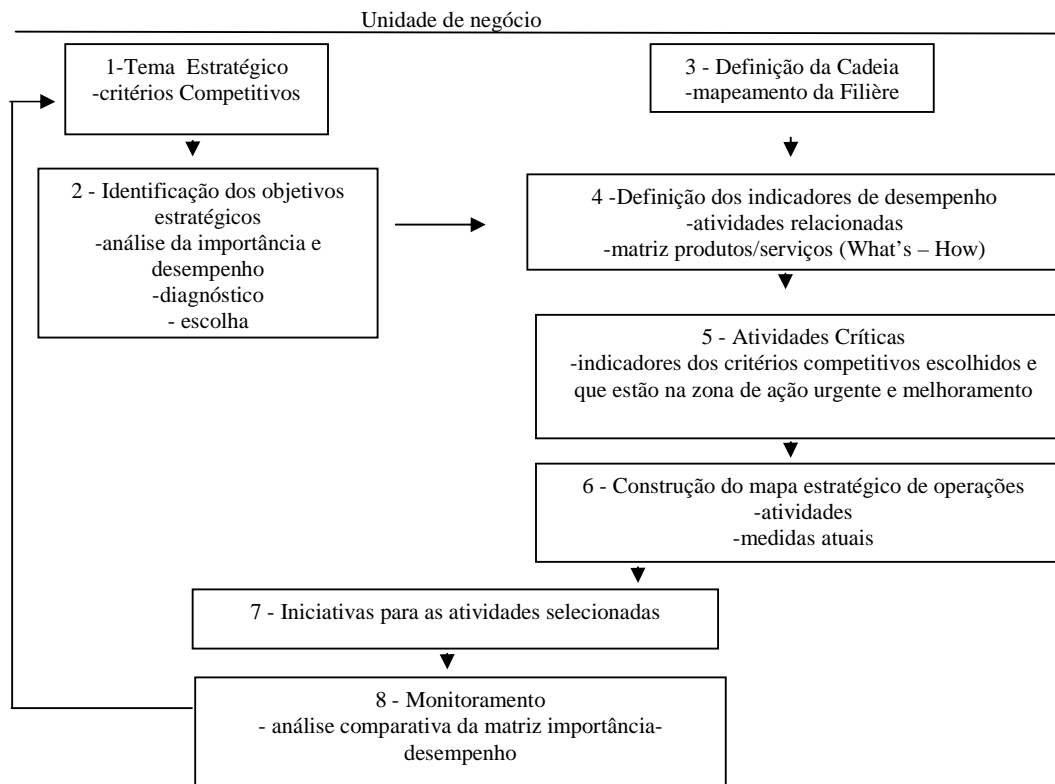 Unidade de negócio
1-Tema Estratégico
-critérios Competitivos
3 - Definição da Cadeia
-mapeamento da Filière
2 - Identificação dos objetivos
estratégicos
-análise da importância e
desempenho
-diagnóstico
- escolha
4 -Definição dos indicadores de desempenho
-atividades relacionadas
-matriz produtos/serviços (What’s – How)
5 - Atividades Críticas
-indicadores dos critérios competitivos escolhidos e
que estão na zona de ação urgente e melhoramento
6 - Construção do mapa estratégico de operações
-atividades
-medidas atuais
7 - Iniciativas para as atividades selecionadas
8 - Monitoramento
- análise comparativa da matriz importância-
desempenho